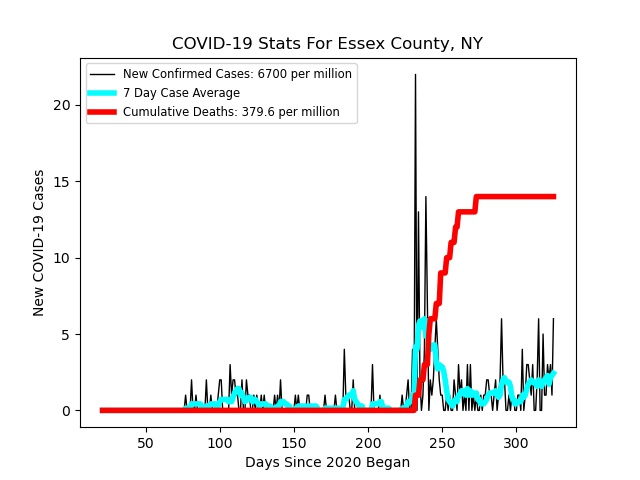 COVID-19 Stats For Essex County, NY
New Confirmed Cases: 6700 per million
7 Day Case Average
Cumulative Deaths: 379.6 per million
New COVID-19 Cases
20
15
10
5
0
50
100
150
200
250
300
Days Since 2020 Began